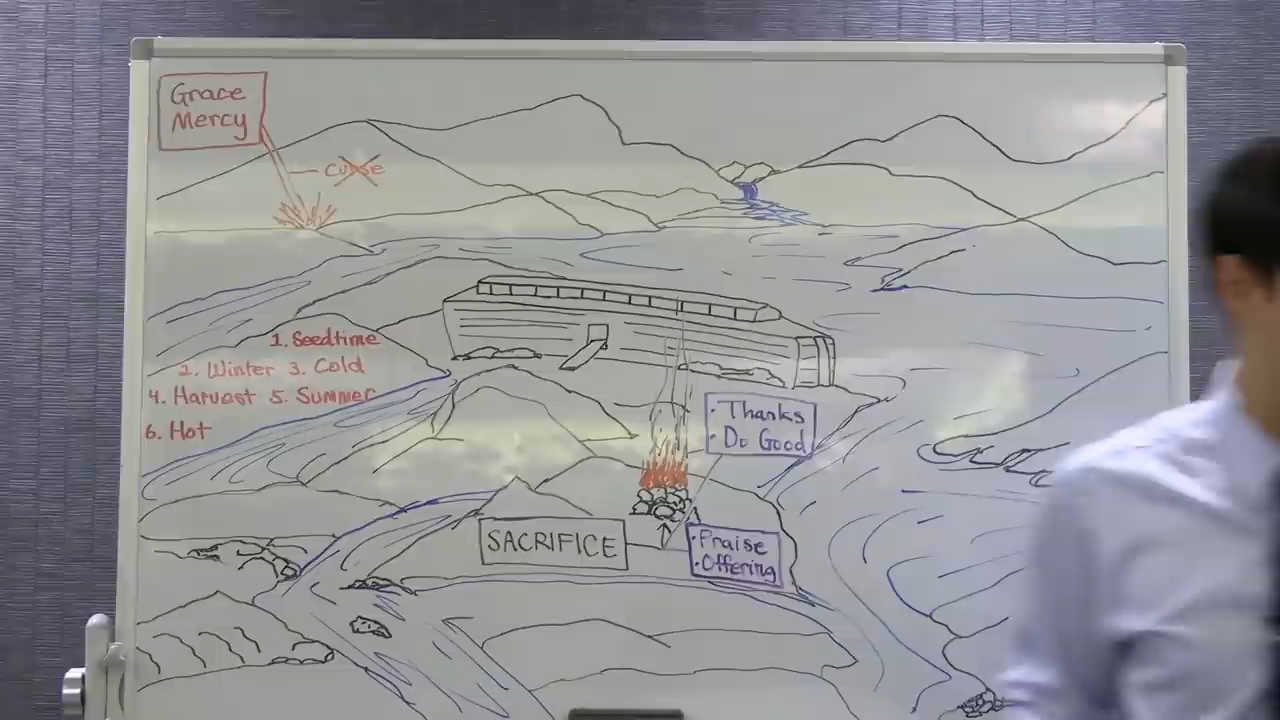 Grace
Mercy
Curse
1. Seedtime
2. Winter 3. Cold
4. Harvest 5. Summer
6. Hot
· Thanks
· Do Good
SACRIFICE
· Praise
· Offering